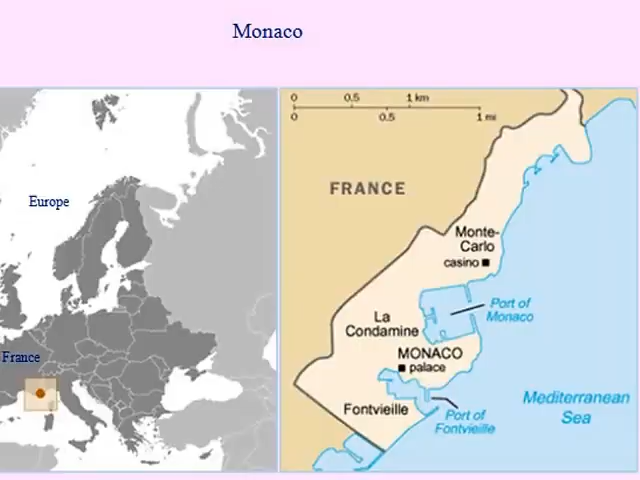 Monaco
Europe
France
0 0.5 1 km
0 0.5 1 mi
FRANCE
Monte-
Carlo
casino
Port of
Monaco
La
Condamine
MONACO
palace
Fontvieille
Port of
Fontvieille
Mediterranean
Sea